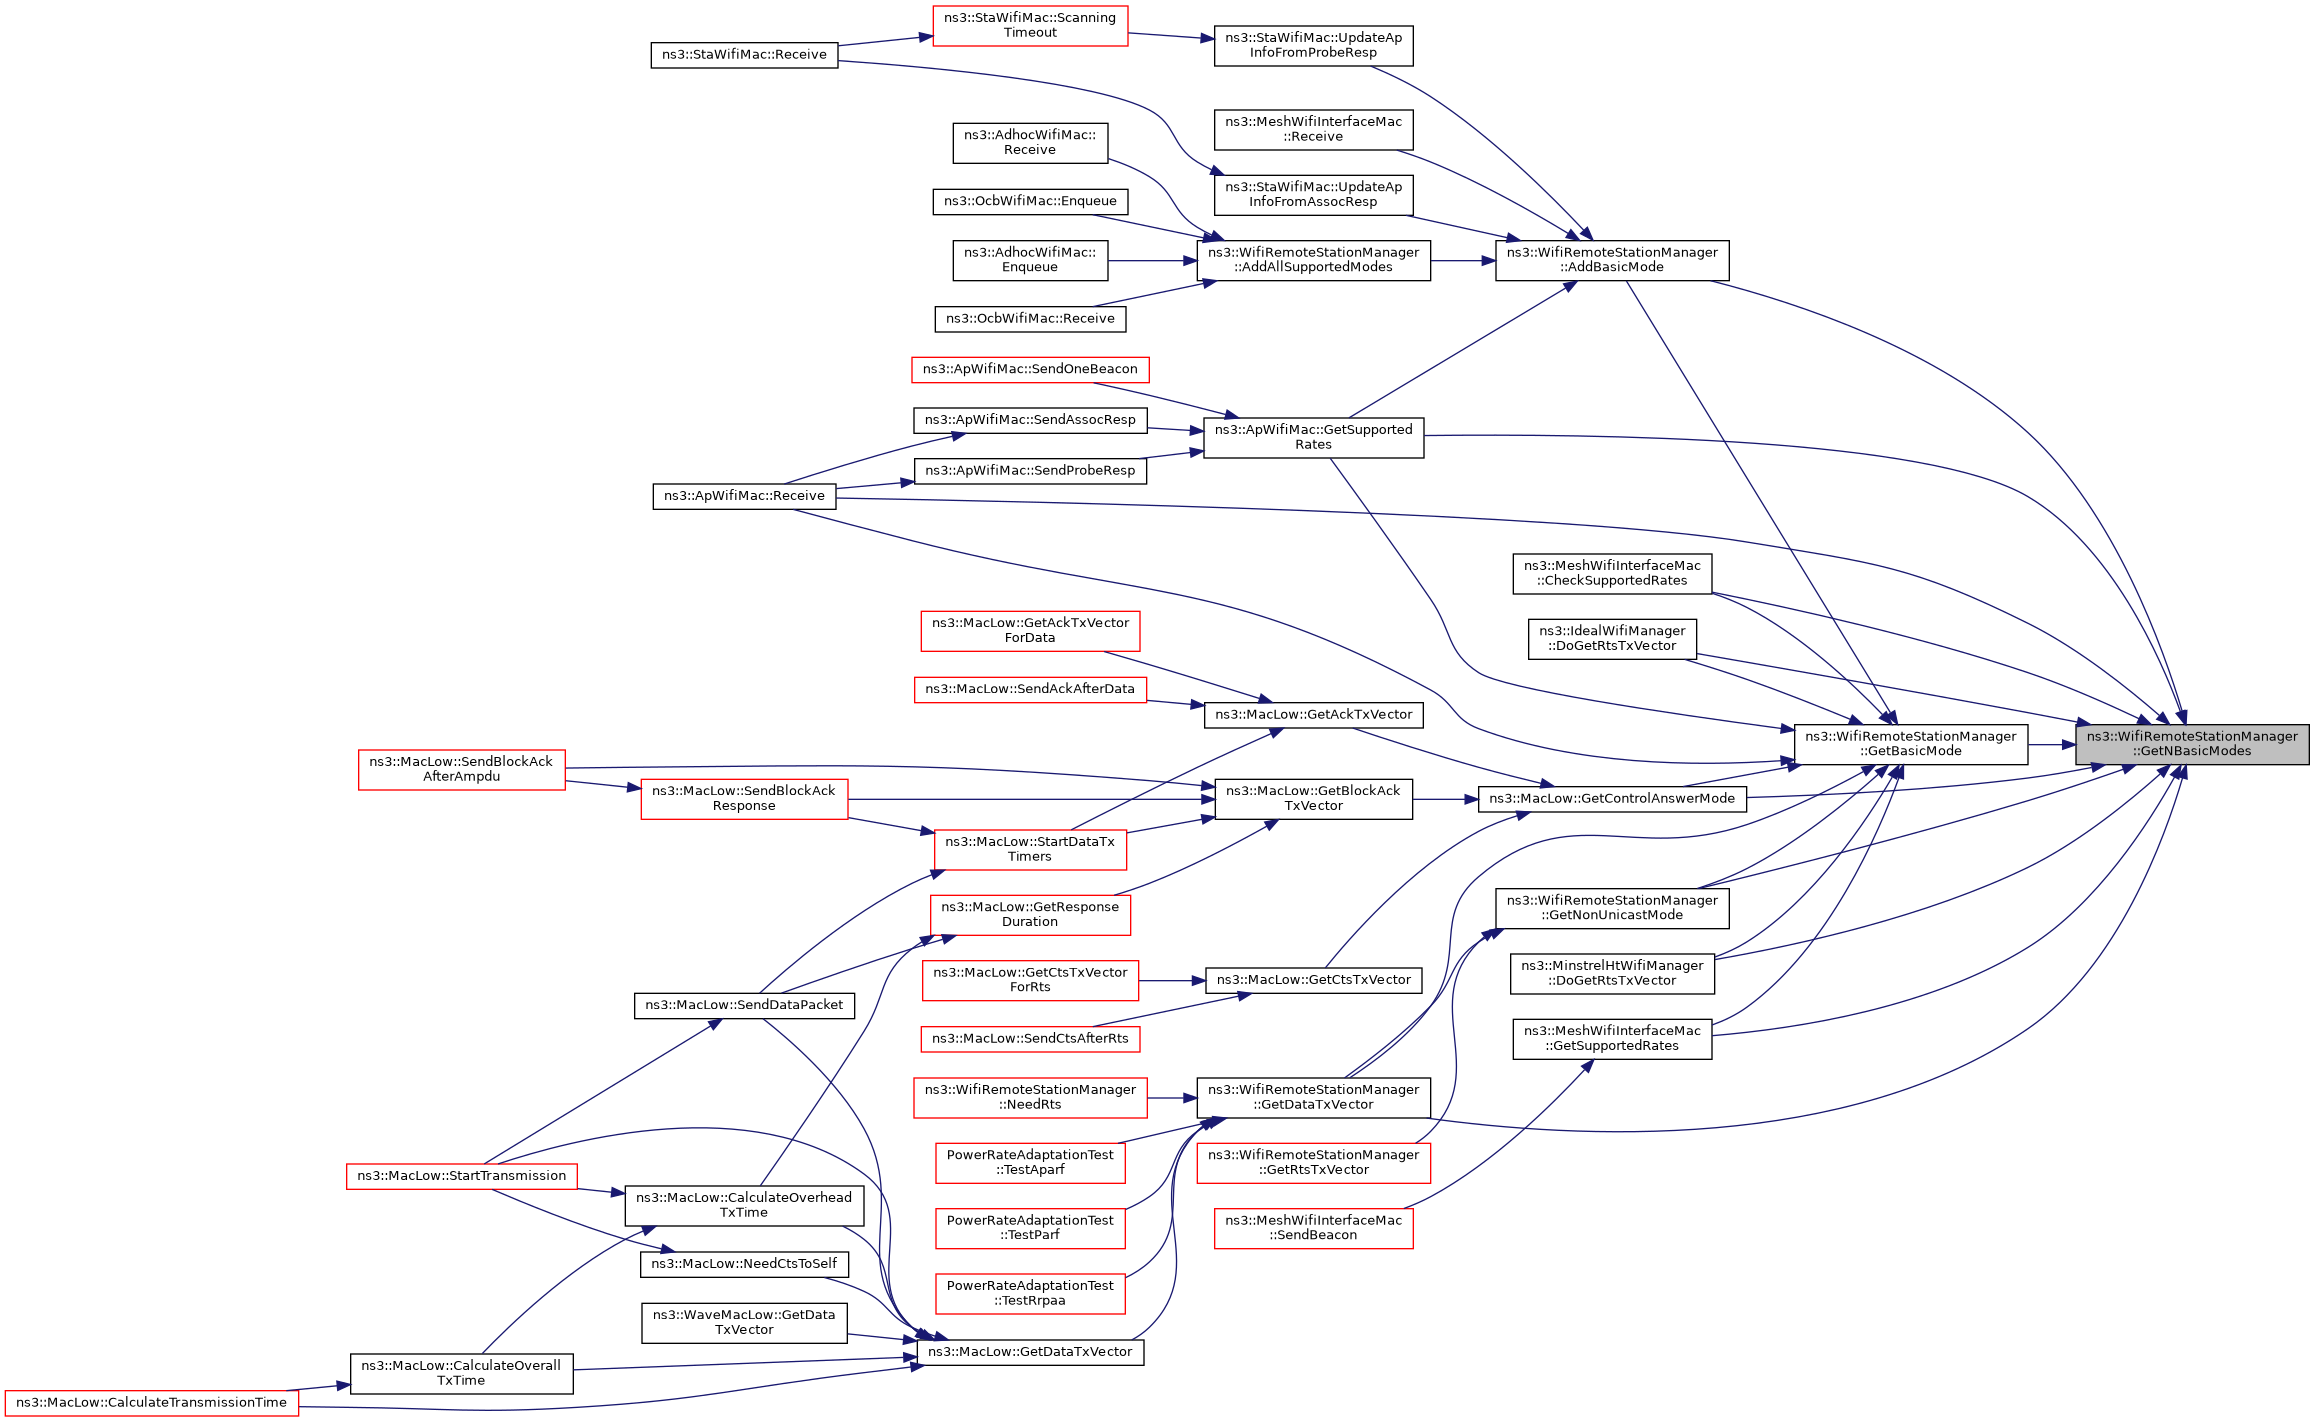 ns3::StaWifiMac::Scanning
Timeout
ns3::StaWifiMac::UpdateAp
InfoFromProbeResp
ns3::StaWifiMac::Receive
ns3::MeshWifiInterfaceMac
::Receive
ns3::AdhocWifiMac::
Receive
ns3::StaWifiMac::UpdateAp
InfoFromAssocResp
ns3::OcbWifiMac::Enqueue
ns3::AdhocWifiMac::
Enqueue
ns3::WifiRemoteStationManager
::AddAllSupportedModes
ns3::WifiRemoteStationManager
::AddBasicMode
ns3::OcbWifiMac::Receive
ns3::ApWifiMac::SendOneBeacon
ns3::ApWifiMac::SendAssocResp
ns3::ApWifiMac::GetSupported
Rates
ns3::ApWifiMac::SendProbeResp
ns3::ApWifiMac::Receive
ns3::MeshWifiInterfaceMac
::CheckSupportedRates
ns3::MacLow::GetAckTxVector
ForData
ns3::IdealWifiManager
::DoGetRtsTxVector
ns3::MacLow::SendAckAfterData
ns3::MacLow::GetAckTxVector
ns3::WifiRemoteStationManager
::GetBasicMode
ns3::WifiRemoteStationManager
::GetNBasicModes
ns3::MacLow::SendBlockAck
AfterAmpdu
ns3::MacLow::SendBlockAck
Response
ns3::MacLow::GetBlockAck
TxVector
ns3::MacLow::GetControlAnswerMode
ns3::MacLow::StartDataTx
Timers
ns3::MacLow::GetResponse
Duration
ns3::WifiRemoteStationManager
::GetNonUnicastMode
ns3::MacLow::GetCtsTxVector
ForRts
ns3::MacLow::GetCtsTxVector
ns3::MinstrelHtWifiManager
::DoGetRtsTxVector
ns3::MacLow::SendDataPacket
ns3::MacLow::SendCtsAfterRts
ns3::MeshWifiInterfaceMac
::GetSupportedRates
ns3::WifiRemoteStationManager
::NeedRts
ns3::WifiRemoteStationManager
::GetDataTxVector
PowerRateAdaptationTest
::TestAparf
ns3::WifiRemoteStationManager
::GetRtsTxVector
ns3::MacLow::StartTransmission
ns3::MacLow::CalculateOverhead
TxTime
PowerRateAdaptationTest
::TestParf
ns3::MeshWifiInterfaceMac
::SendBeacon
ns3::MacLow::NeedCtsToSelf
PowerRateAdaptationTest
::TestRrpaa
ns3::WaveMacLow::GetData
TxVector
ns3::MacLow::GetDataTxVector
ns3::MacLow::CalculateOverall
TxTime
ns3::MacLow::CalculateTransmissionTime